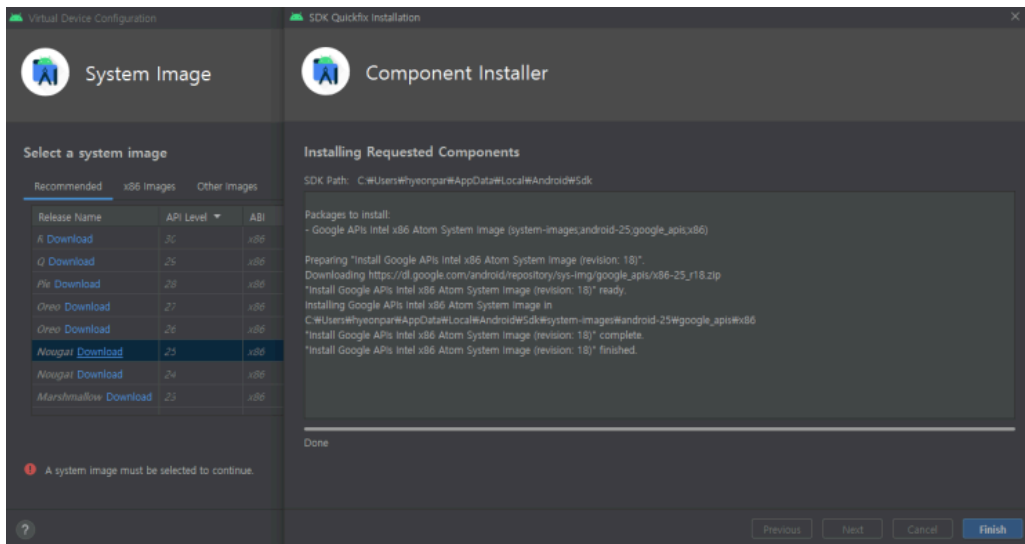 Virtual Device Configuration
System Image
Select a system image
Recommended x86 Images Other Images
Release Name API Level ▼ ABI
R Download 30 x86
Q Download 29 x86
Pie Download 28 x86
Oreo Download 27 x86
Oreo Download 26 x86
Nougat Download 25 x86
Nougat Download 24 x86
Marshmallow Download 23 x86
A system image must be selected to continue.
?
SDK Quickfix Installation
Component Installer
Installing Requested Components
SDK Path: C:₩Users₩hyeonpar₩AppData₩Local₩Android₩Sdk
Packages to install:
- Google APIs Intel x86 Atom System Image (system-images;android-25;google_apis;x86)
Preparing "Install Google APIs Intel x86 Atom System Image (revision: 18)".
Downloading https://dl.google.com/android/repository/sys-img/google_apis/x86-25_r18.zip
"Install Google APIs Intel x86 Atom System Image (revision: 18)" ready.
Installing Google APIs Intel x86 Atom System Image in
C:₩Users₩hyeonpar₩AppData₩Local₩Android₩Sdk₩system-images₩android-25₩google_apis₩x86
"Install Google APIs Intel x86 Atom System Image (revision: 18)" complete.
"Install Google APIs Intel x86 Atom System Image (revision: 18)" finished.
Done
Previous Next Cancel Finish